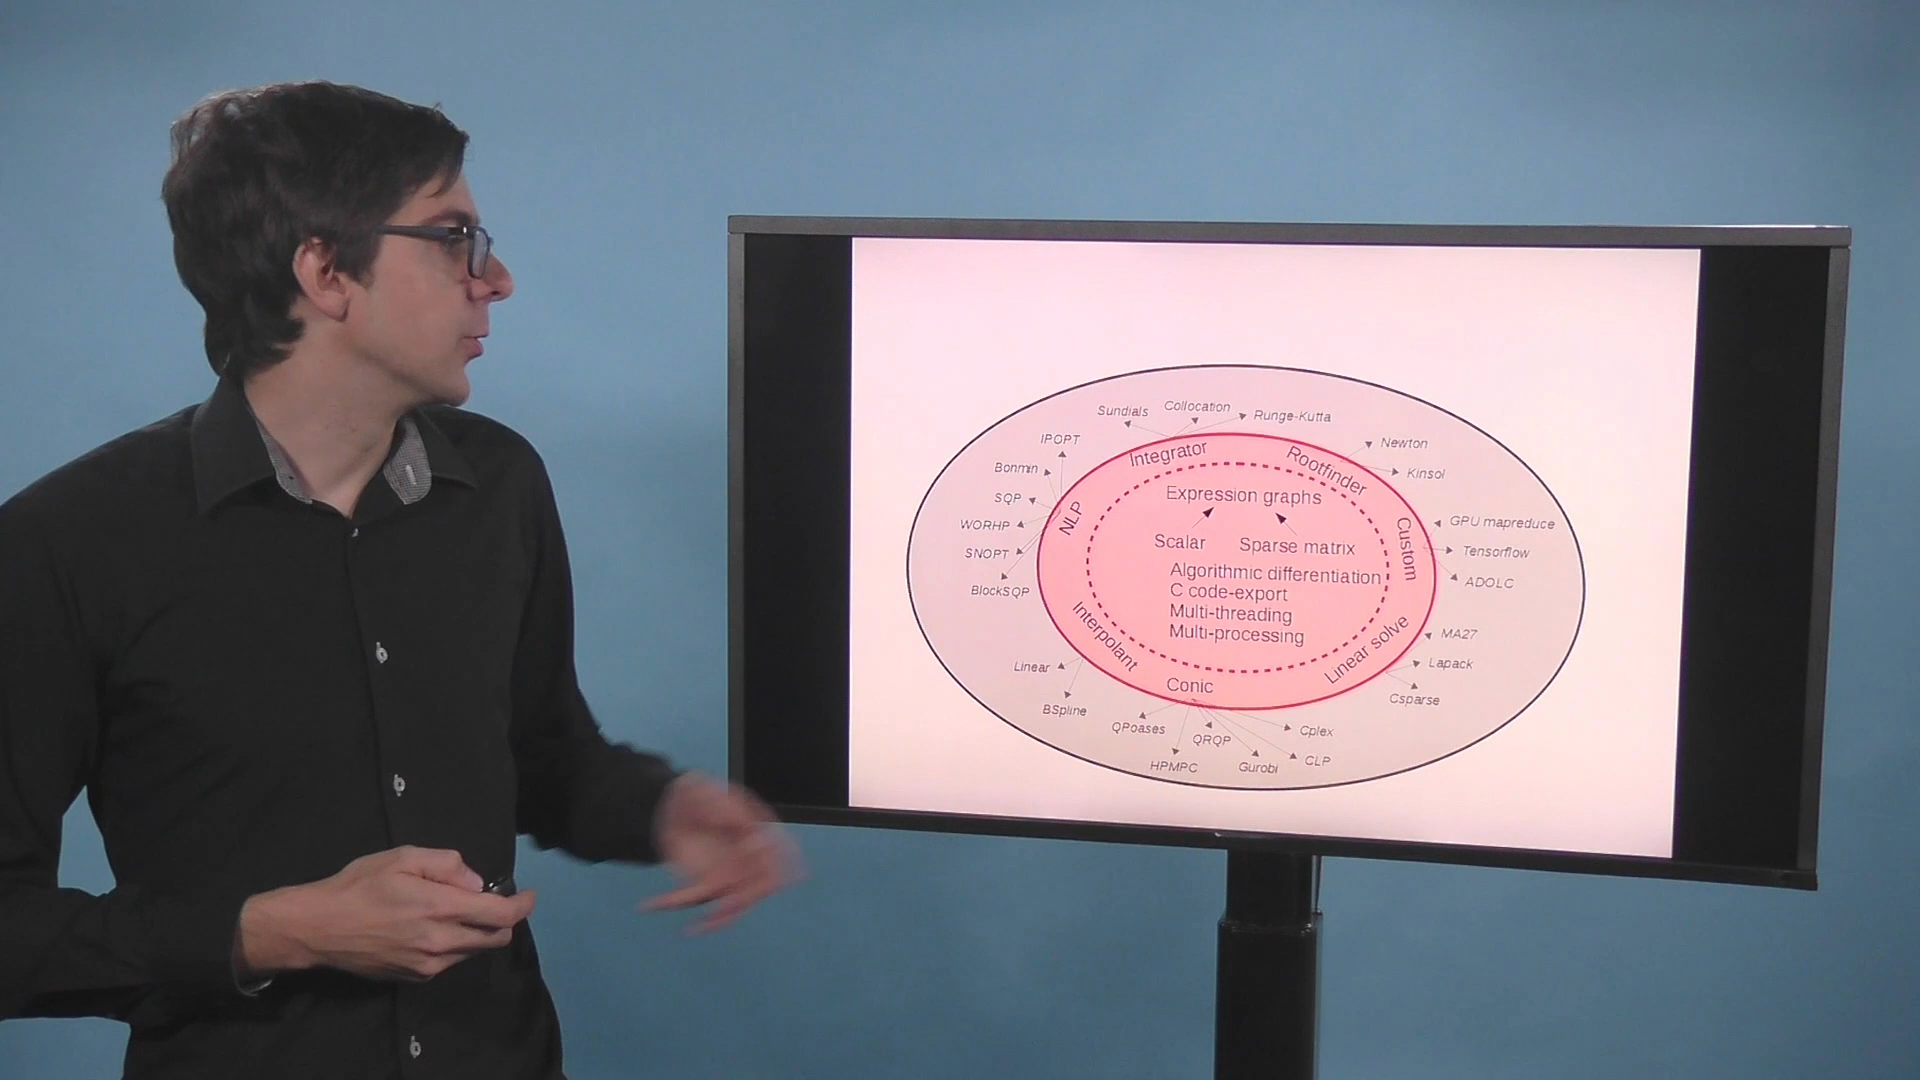 Sundials
Collocation
Runge-Kutta
IPOPT
Bonmin
SQP
WORHP
SNOPT
BlockSQP
Newton
Kinsol
Integrator
Rootfinder
NLP
Custom
Expression graphs
Scalar
Sparse matrix
Algorithmic differentiation
C code-export
Multi-threading
Multi-processing
GPU mapreduce
Tensorflow
ADOLC
Interpolant
Conic
Linear solve
MA27
Lapack
Csparse
Linear
BSpline
QPoases
QRQP
Cplex
HPMPC
Gurobi
CLP